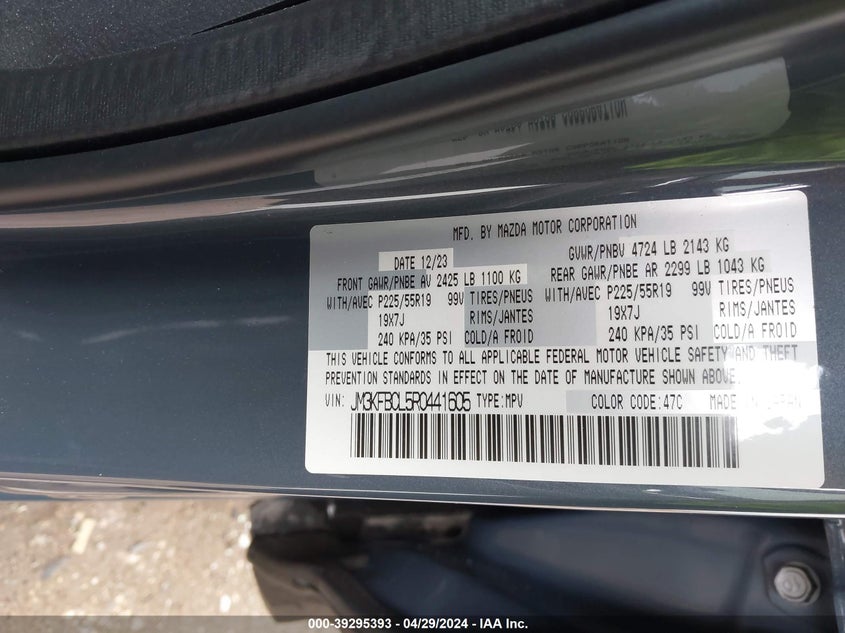 MFD. BY MAZDA MOTOR CORPORATION
DATE 12/23 GVWR/PNBV 4724 LB 2143 KG
FRONT GAWR/PNBE AV 2425 LB 1100 KG REAR GAWR/PNBE AR 2299 LB 1043 KG
WITH/AVEC P225/55R19 99V TIRES/PNEUS WITH/AVEC P225/55R19 99V TIRES/PNEUS
19X7J RIMS/JANTES 19X7J RIMS/JANTES
240 KPA/35 PSI COLD/A FROID 240 KPA/35 PSI COLD/A FROID
THIS VEHICLE CONFORMS TO ALL APPLICABLE FEDERAL MOTOR VEHICLE SAFETY AND THEFT
PREVENTION STANDARDS IN EFFECT ON THE DATE OF MANUFACTURE SHOWN ABOVE.
VIN: JM3KFBCL5R0441605 TYPE:MPV COLOR CODE:47C MADE IN JAPAN
000-39295393 - 04/29/2024 - IAA Inc.